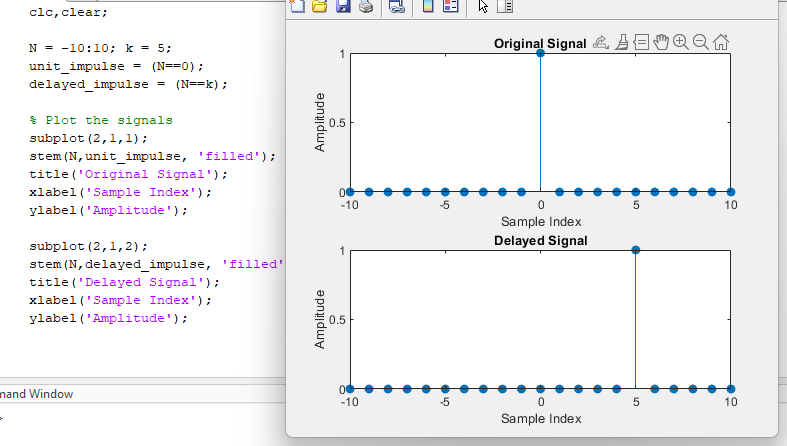 clc,clear;
N = -10:10; k = 5;
unit_impulse = (N==0);
delayed_impulse = (N==k);
% Plot the signals
subplot(2,1,1);
stem(N,unit_impulse, 'filled');
title('Original Signal');
xlabel('Sample Index');
ylabel('Amplitude');
subplot(2,1,2);
stem(N,delayed_impulse, 'filled'
title('Delayed Signal');
xlabel('Sample Index');
ylabel('Amplitude');
mand Window
>
Original Signal
1
0.5
0
Amplitude
-10 -5 0 5 10
Sample Index
Delayed Signal
1
0.5
0
Amplitude
-10 -5 0 5 10
Sample Index